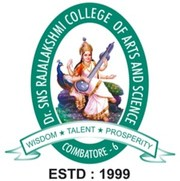 Dr. SNS RAJALAKSHMI COLLEGE OF ARTS AND SCIENCE
WISDOM ★ TALENT ★ PROSPERITY
COIMBATORE - 6
ESTD : 1999